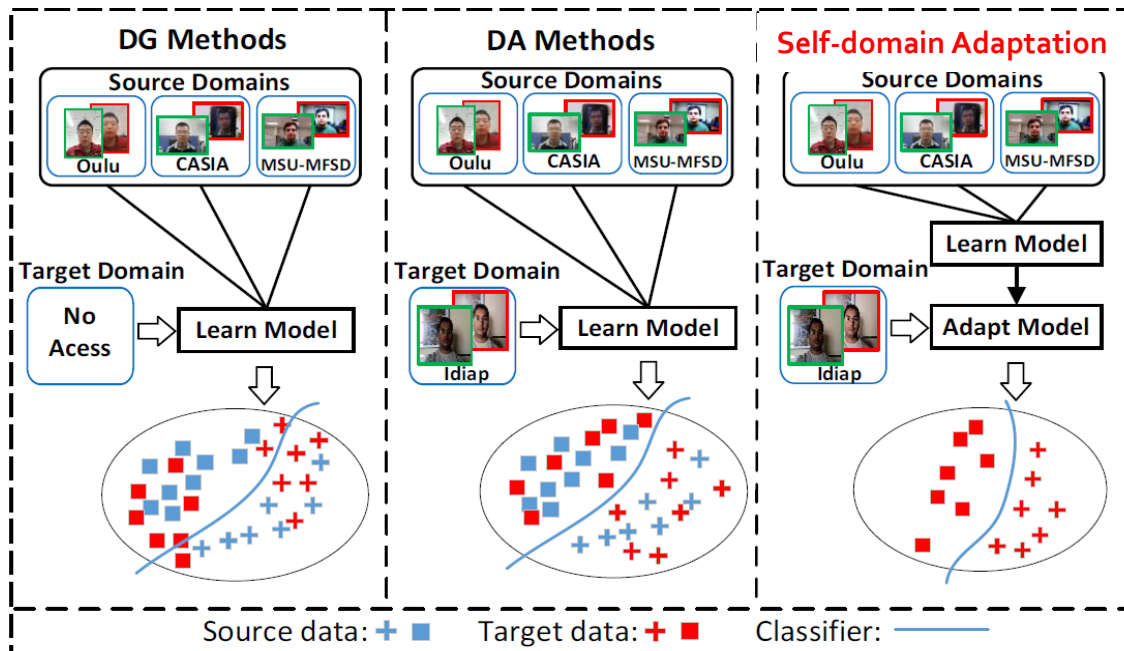 DG Methods
Source Domains
Oulu
CASIA
MSU-MFSD
Target Domain
No
Acess
Learn Model
DA Methods
Source Domains
Oulu
CASIA
MSU-MFSD
Target Domain
Idiap
Learn Model
Self-domain Adaptation
Source Domains
Oulu
CASIA
MSU-MFSD
Learn Model
Target Domain
Idiap
Adapt Model
Source data:
Target data:
Classifier: